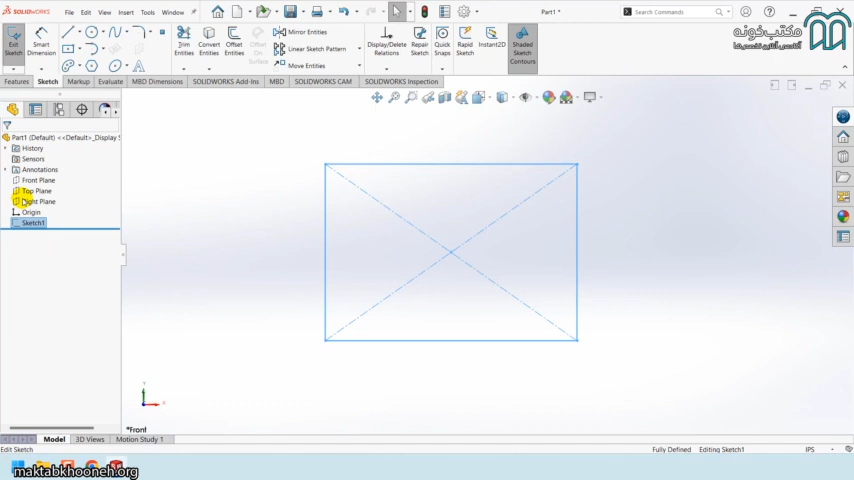 SOLIDWORKS File Edit View Insert Tools Window Part1 * Search Commands
مکتب‌خونه
Exit Sketch
Smart Dimension
Trim Entities
Convert Entities
Offset Entities
Offset On Surface
Mirror Entities
Linear Sketch Pattern
Move Entities
Display/Delete Relations
Repair Sketch
Quick Snaps
Rapid Sketch
Instant2D
Shaded Sketch Contours
Features Sketch Markup Evaluate MBD Dimensions SOLIDWORKS Add-Ins MBD SOLIDWORKS CAM SOLIDWORKS Inspection
Part1 (Default) <<Default>_Display S
History
Sensors
Annotations
Front Plane
Top Plane
Right Plane
Origin
Sketch1
Y
X
*Front
Model 3D Views Motion Study 1
Edit Sketch Fully Defined Editing Sketch1 IPS
maktabkhooneh.org